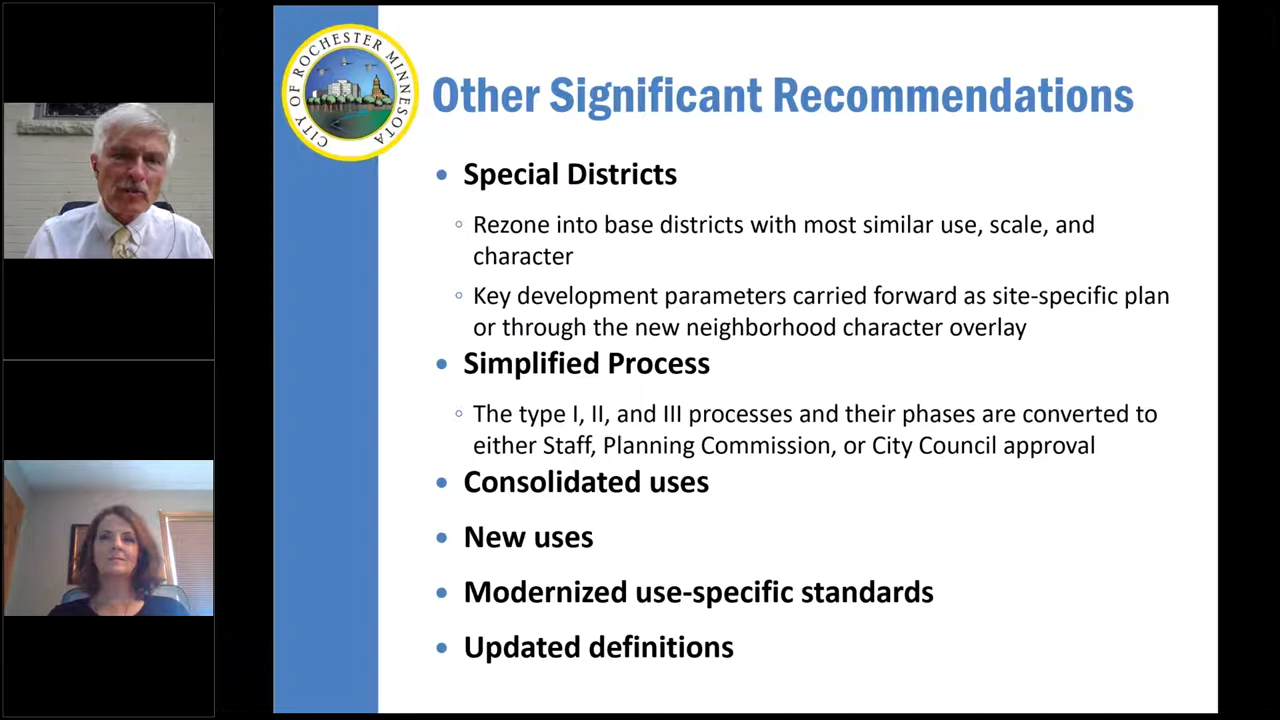 CITY OF ROCHESTER MINNESOTA
Other Significant Recommendations
• Special Districts
◦ Rezone into base districts with most similar use, scale, and
character
◦ Key development parameters carried forward as site-specific plan
or through the new neighborhood character overlay
• Simplified Process
◦ The type I, II, and III processes and their phases are converted to
either Staff, Planning Commission, or City Council approval
• Consolidated uses
• New uses
• Modernized use-specific standards
• Updated definitions